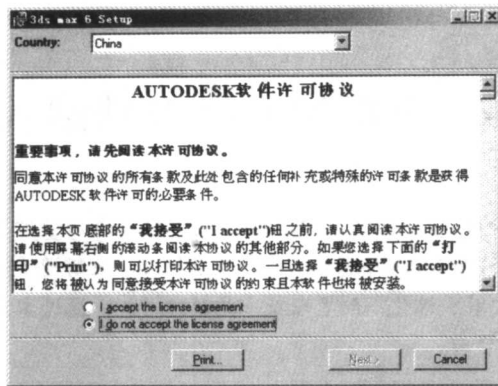 3ds max 6 Setup
Country: China
AUTODESK软件许可协议
重要事项，请先阅读本许可协议。
同意本许可协议的所有条款及此处包含的任何补充或特殊的许可条款是获得
AUTODESK 软件许可的必要条件。
在选择本页底部的“我接受” ("I accept")钮之前，请认真阅读本许可协议。
请使用屏幕右侧的滚动条阅读本协议的其他部分。如果您选择下面的“打
印” ("Print")，则可以打印本许可协议。一旦选择“我接受” ("I accept")
钮，您将被认为同意接受本许可协议的约束且本软件也将被安装。
I accept the license agreement
I do not accept the license agreement
Print... Next> Cancel